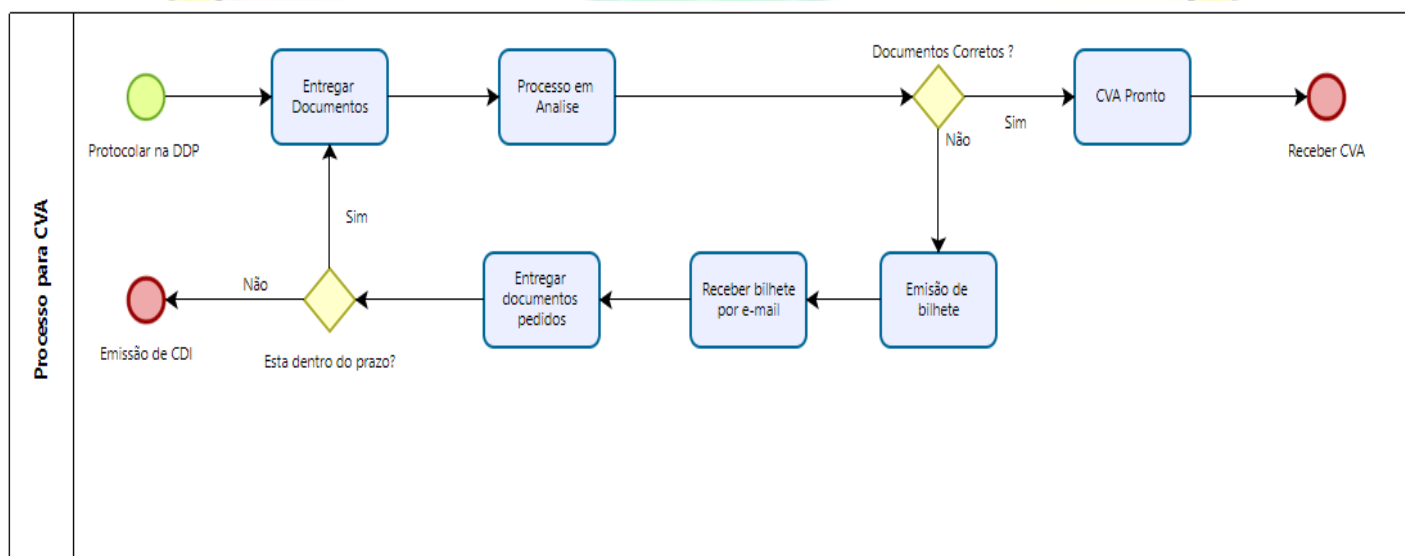 Processo para CVA
Protocolar na DDP
Entregar
Documentos
Processo em
Analise
Documentos Corretos ?
Sim
Não
CVA Pronto
Receber CVA
Emisão de
bilhete
Receber bilhete
por e-mail
Entregar
documentos
pedidos
Esta dentro do prazo?
Sim
Não
Emissão de CDI